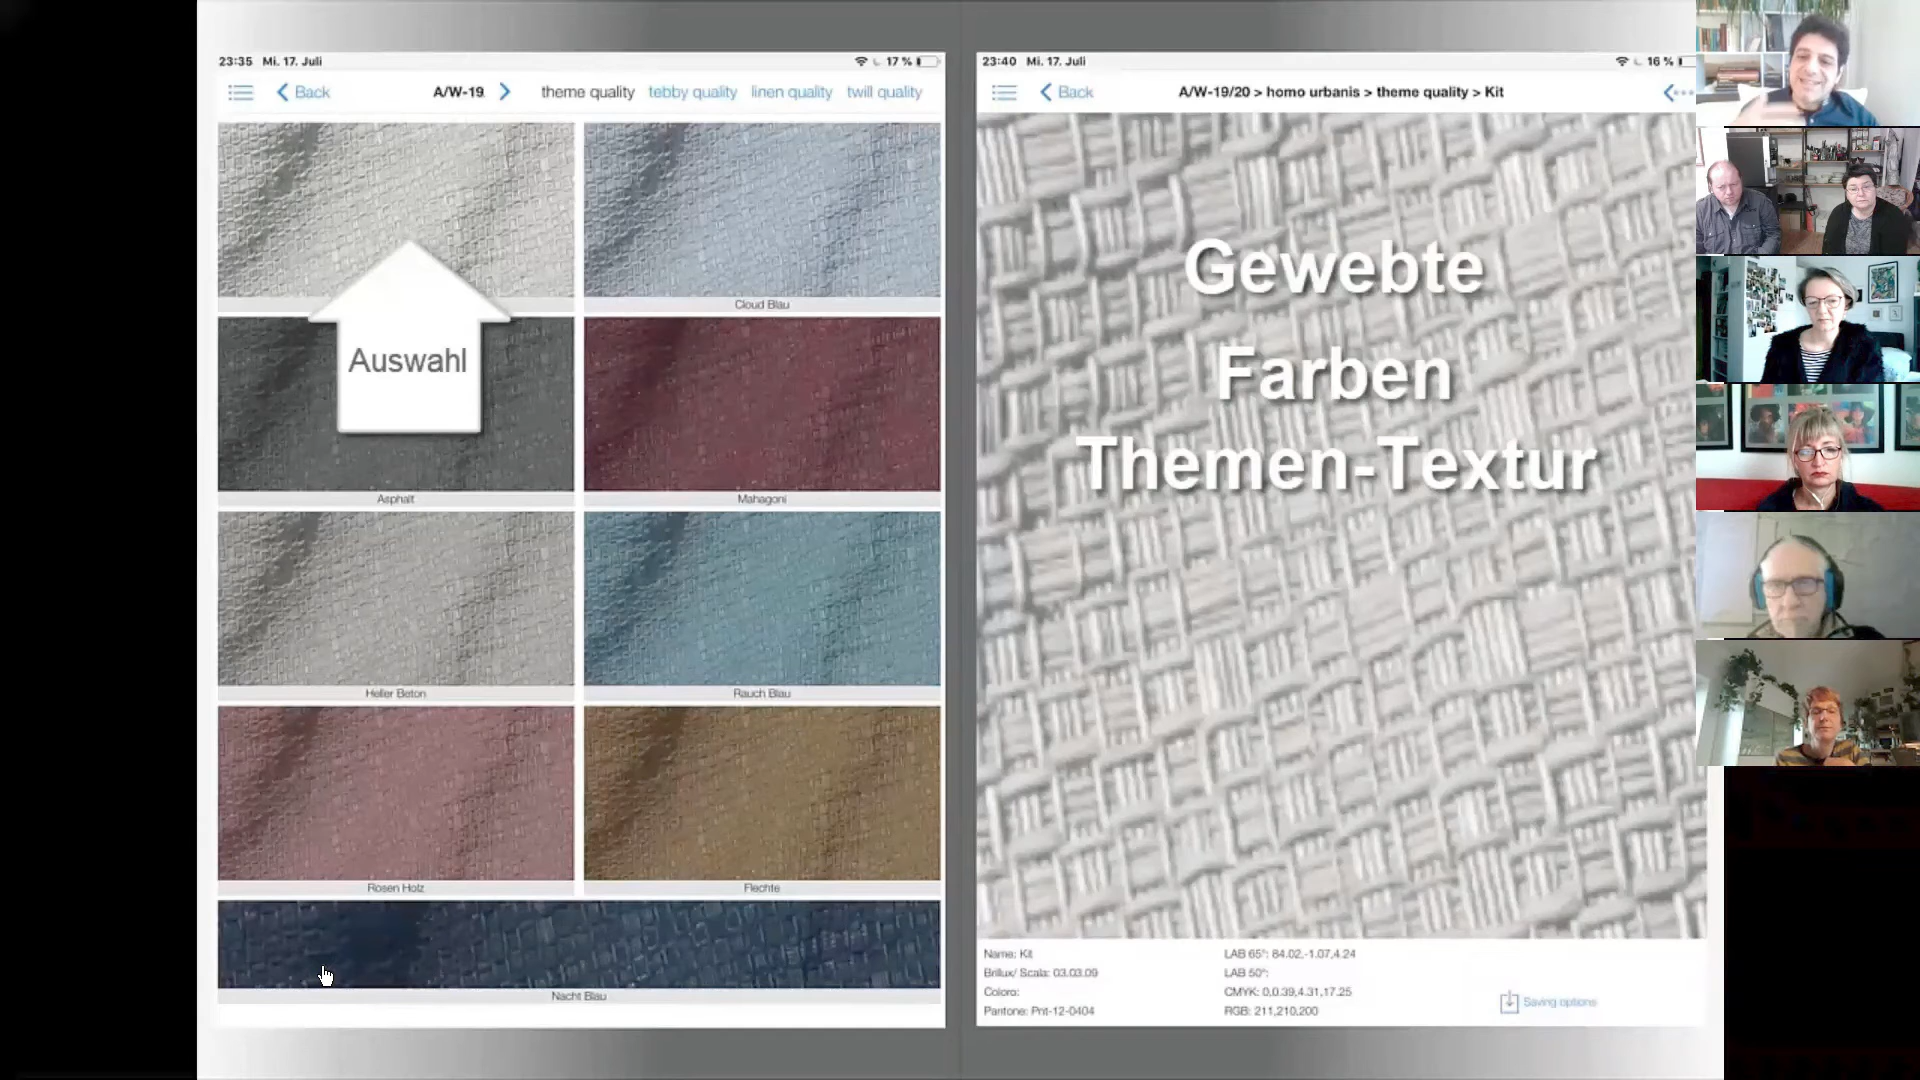 23:35 Mi. 17. Juli
17 %
Back
A/W-19
theme quality
tebby quality
linen quality
twill quality
Auswahl
Cloud Blau
Asphalt
Mahagoni
Heller Beton
Rauch Blau
Rosen Holz
Flechte
Nacht Blau
23:40 Mi. 17. Juli
16 %
Back
A/W-19/20 > homo urbanis > theme quality > Kit
Gewebte
Farben
Themen-Textur
Name: Kit
Brillux/ Scala: 03.03.09
Coloro:
Pantone: Pnt-12-0404
LAB 65°: 84.02,-1.07,4.24
LAB 50°:
CMYK: 0,0.39,4.31,17.25
RGB: 211,210,200
Saving options